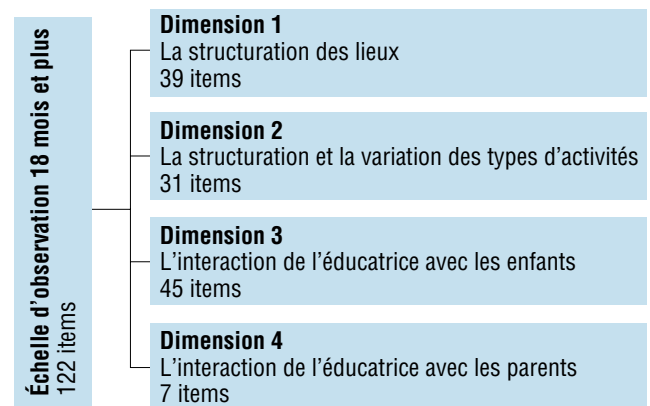 Échelle d'observation 18 mois et plus
122 items
Dimension 1
La structuration des lieux
39 items
Dimension 2
La structuration et la variation des types d'activités
31 items
Dimension 3
L'interaction de l'éducatrice avec les enfants
45 items
Dimension 4
L'interaction de l'éducatrice avec les parents
7 items